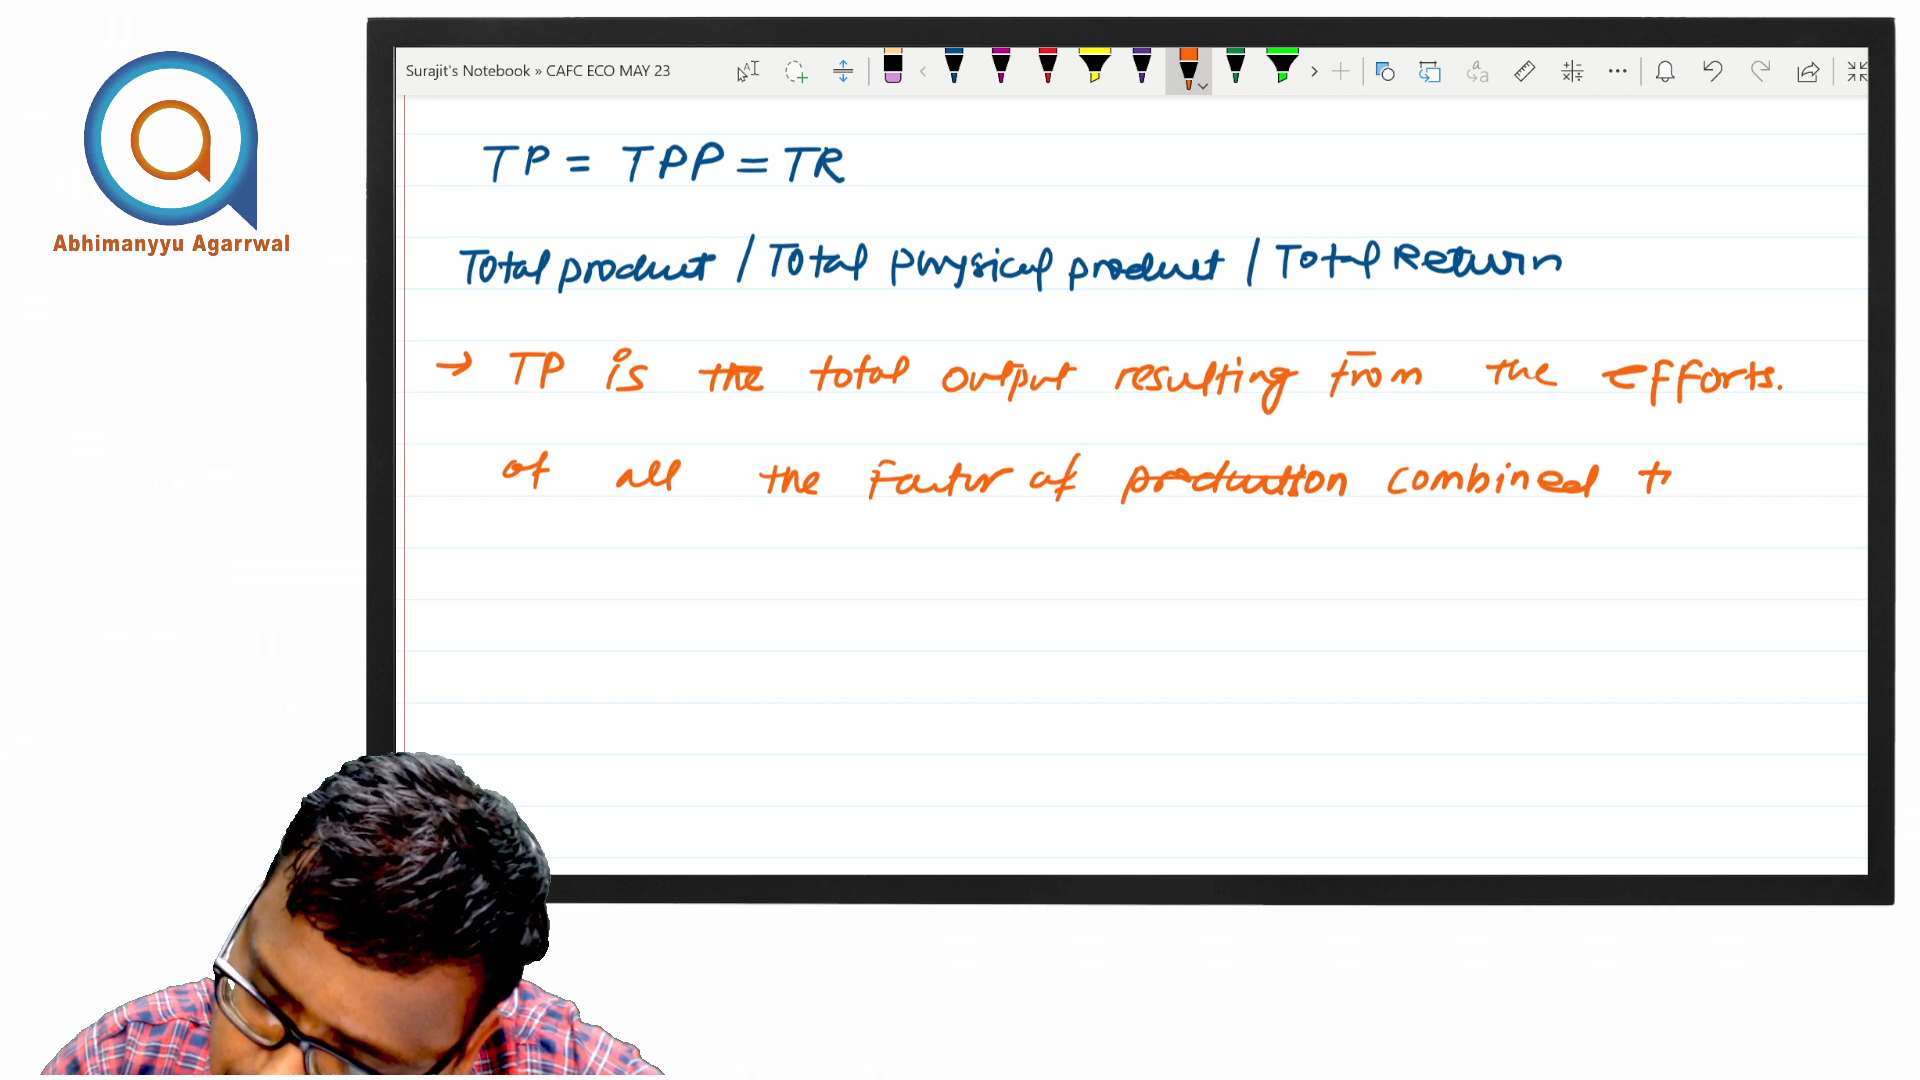 Abhimanyyu Agarrwal
Surajit's Notebook » CAFC ECO MAY 23
TP = TPP = TR
Total product / Total physical product / Total Return
→ TP is the total output resulting from the efforts.
of all the Factor of production combined